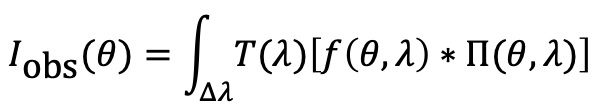 I_obs(θ) = ∫_Δλ T(λ)[f(θ, λ) * Π(θ, λ)]